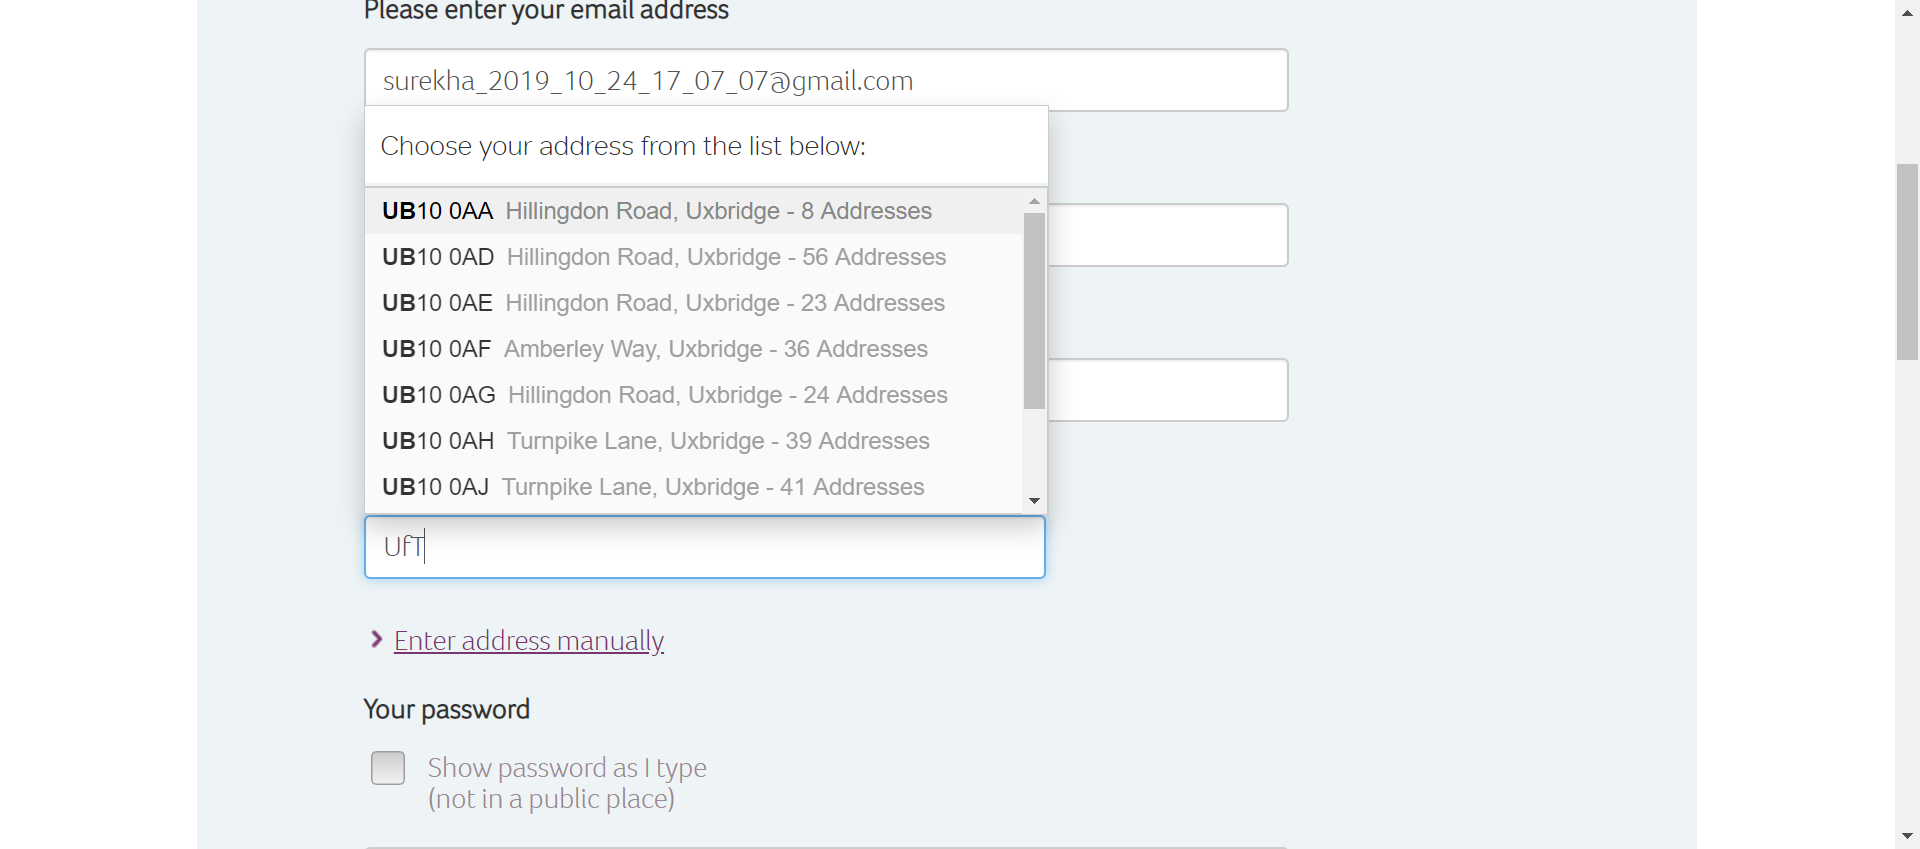 Please enter your email address
surekha_2019_10_24_17_07_07@gmail.com
Choose your address from the list below:
UB10 0AA Hillingdon Road, Uxbridge - 8 Addresses
UB10 0AD Hillingdon Road, Uxbridge - 56 Addresses
UB10 0AE Hillingdon Road, Uxbridge - 23 Addresses
UB10 0AF Amberley Way, Uxbridge - 36 Addresses
UB10 0AG Hillingdon Road, Uxbridge - 24 Addresses
UB10 0AH Turnpike Lane, Uxbridge - 39 Addresses
UB10 0AJ Turnpike Lane, Uxbridge - 41 Addresses
UfT
Enter address manually
Your password
Show password as I type
(not in a public place)